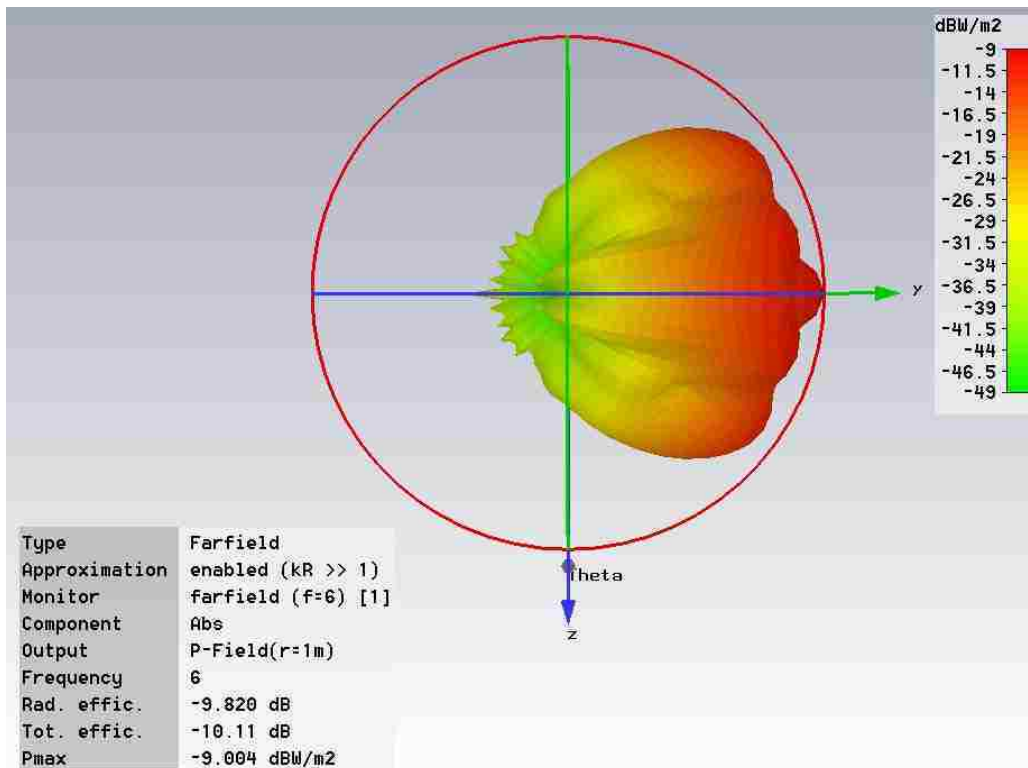 dBW/m2
-9
-11.5
-14
-16.5
-19
-21.5
-24
-26.5
-29
-31.5
-34
-36.5
-39
-41.5
-44
-46.5
-49
y
Theta
z
Type Farfield
Approximation enabled (kR >> 1)
Monitor farfield (f=6) [1]
Component Abs
Output P-Field(r=1m)
Frequency 6
Rad. effic. -9.820 dB
Tot. effic. -10.11 dB
Pmax -9.004 dBW/m2